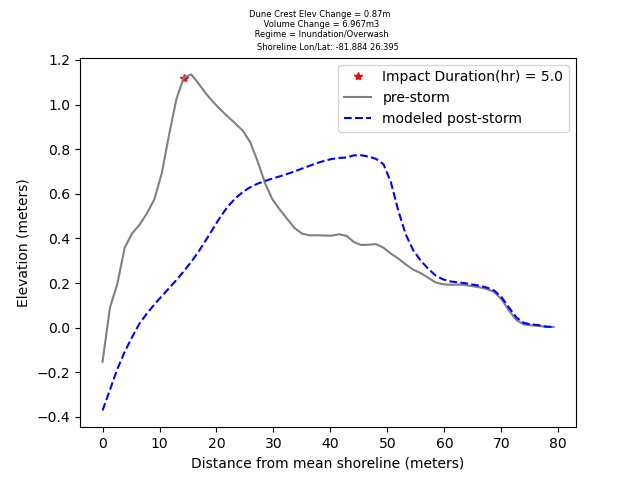 Dune Crest Elev Change = 0.87m
Volume Change = 6.967m3
Regime = Inundation/Overwash
Shoreline Lon/Lat: -81.884 26.395
Impact Duration(hr) = 5.0
pre-storm
modeled post-storm
1.2
1.0
0.8
0.6
0.4
0.2
0.0
−0.2
−0.4
Elevation (meters)
0 10 20 30 40 50 60 70 80
Distance from mean shoreline (meters)